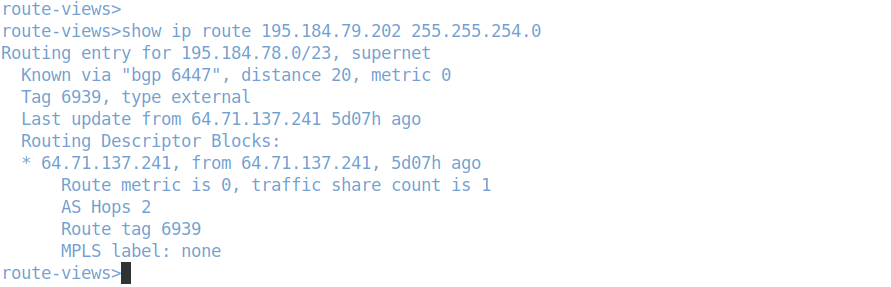 route-views>
route-views>show ip route 195.184.79.202 255.255.254.0
Routing entry for 195.184.78.0/23, supernet
  Known via "bgp 6447", distance 20, metric 0
  Tag 6939, type external
  Last update from 64.71.137.241 5d07h ago
  Routing Descriptor Blocks:
  * 64.71.137.241, from 64.71.137.241, 5d07h ago
      Route metric is 0, traffic share count is 1
      AS Hops 2
      Route tag 6939
      MPLS label: none
route-views>